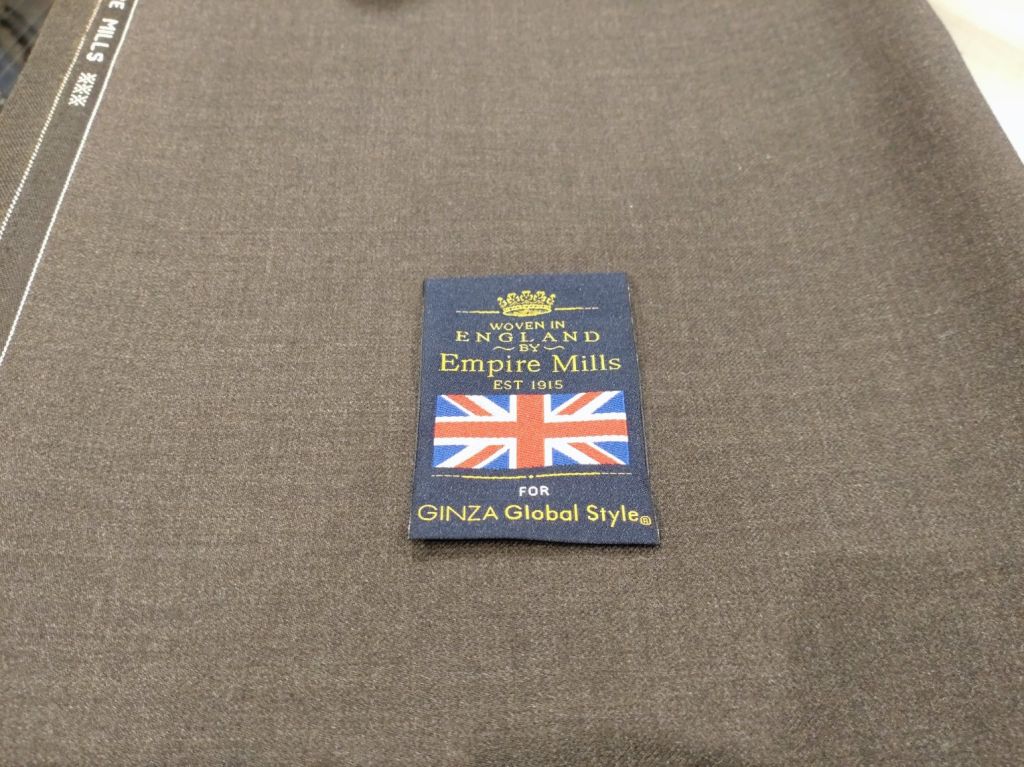 E MILLS ※※※
WOVEN IN
ENGLAND
~BY~
Empire Mills
EST 1915
FOR
GINZA Global Style®